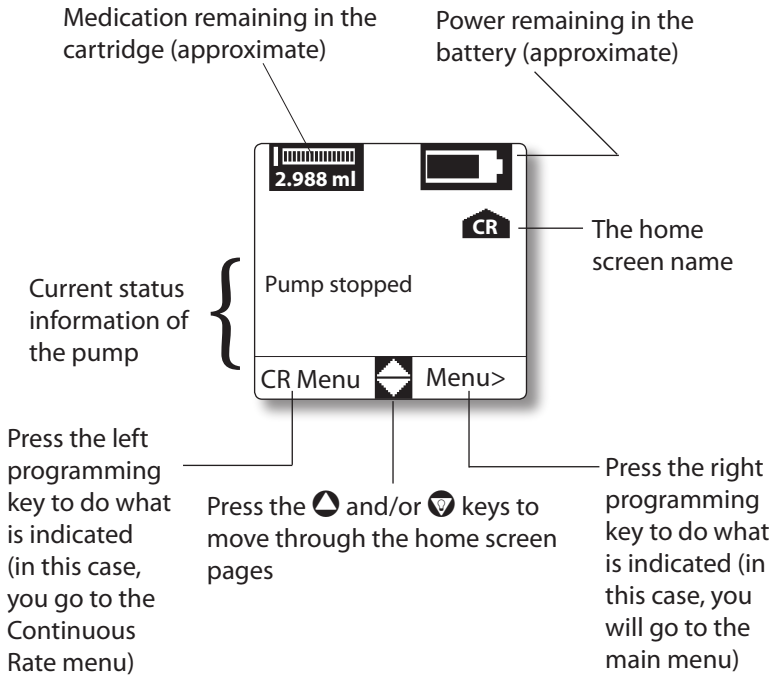 Medication remaining in the
cartridge (approximate)
Power remaining in the
battery (approximate)
2.988 ml
CR
The home
screen name
Current status
information of
the pump
Pump stopped
CR Menu
Menu>
Press the left
programming
key to do what
is indicated
(in this case,
you go to the
Continuous
Rate menu)
Press the and/or keys to
move through the home screen
pages
Press the right
programming
key to do what
is indicated (in
this case, you
will go to the
main menu)